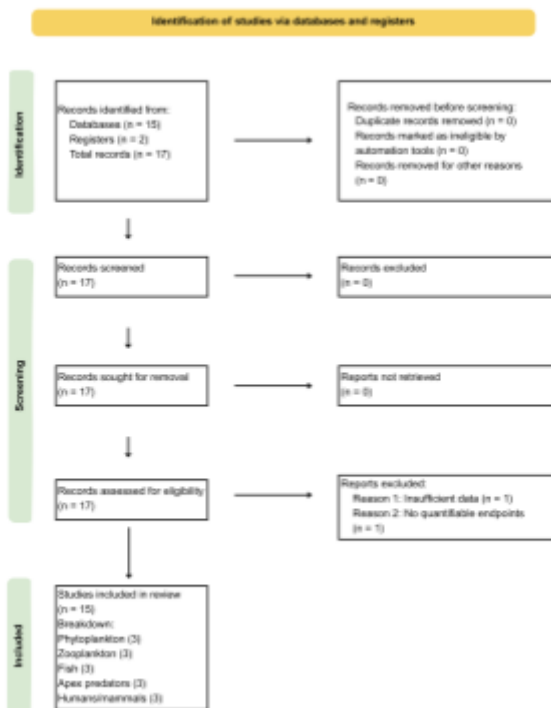 Identification of studies via databases and registers
Identification
Records identified from:
Databases (n = 15)
Registers (n = 2)
Total records (n = 17)
Records removed before screening:
Duplicate records removed (n = 0)
Records marked as ineligible by
automation tools (n = 0)
Records removed for other reasons
(n = 0)
Screening
Records screened
(n = 17)
Records excluded
(n = 0)
Records sought for removal
(n = 17)
Reports not retrieved
(n = 0)
Records assessed for eligibility
(n = 17)
Reports excluded:
Reason 1: Insufficient data (n = 1)
Reason 2: No quantifiable endpoints
(n = 1)
Included
Studies included in review
(n = 15)
Breakdown:
Phytoplankton (3)
Zooplankton (3)
Fish (3)
Apex predators (3)
Humans/mammals (3)